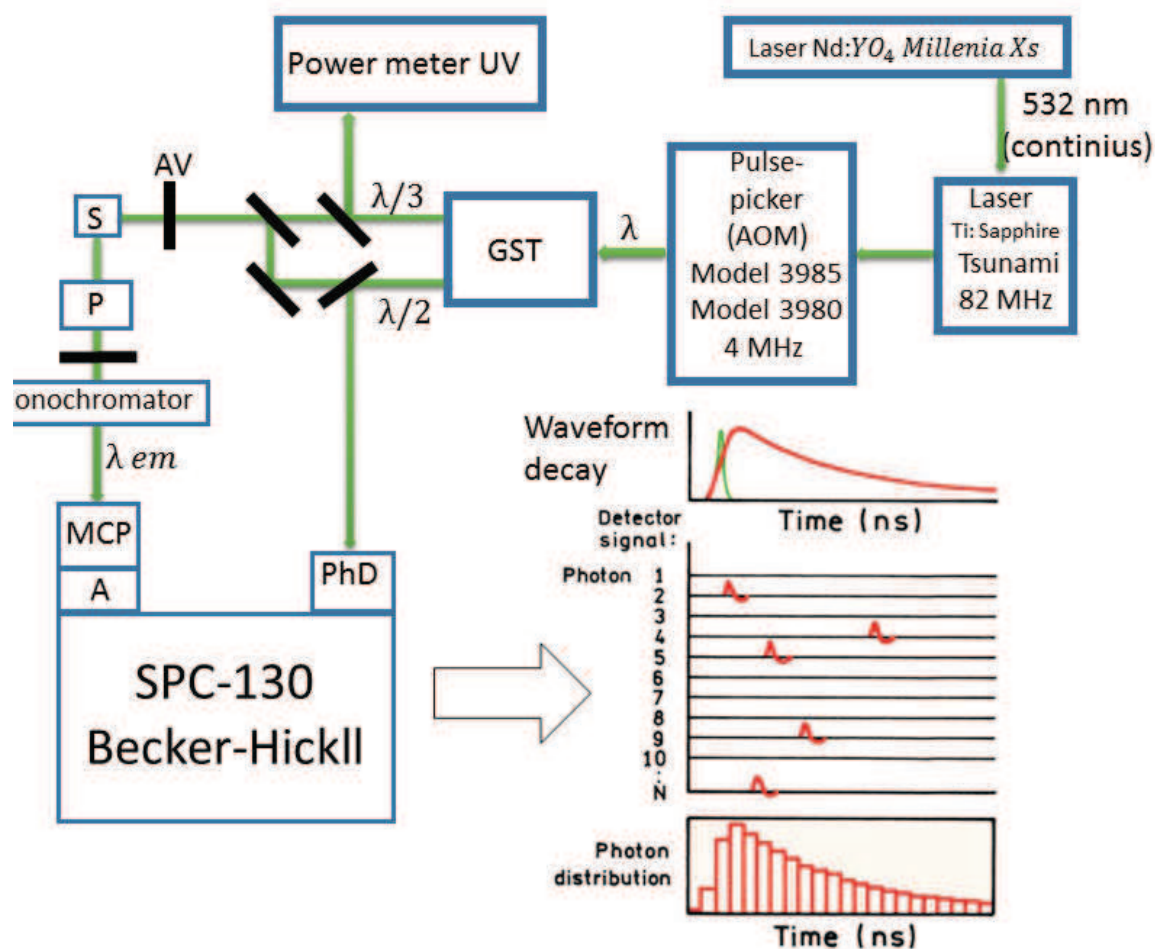 Power meter UV
Laser Nd:YO₄ Millenia Xs
532 nm
(continius)
AV
S
P
λ/3
λ/2
GST
λ
Pulse-
picker
(AOM)
Model 3985
Model 3980
4 MHz
Laser
Ti: Sapphire
Tsunami
82 MHz
onochromator
λ em
MCP
A
PhD
SPC-130
Becker-Hickll
Waveform
decay
Time (ns)
Detector
signal:
Photon 1
2
3
4
5
6
7
8
9
10
:
N
Photon
distribution
Time (ns)